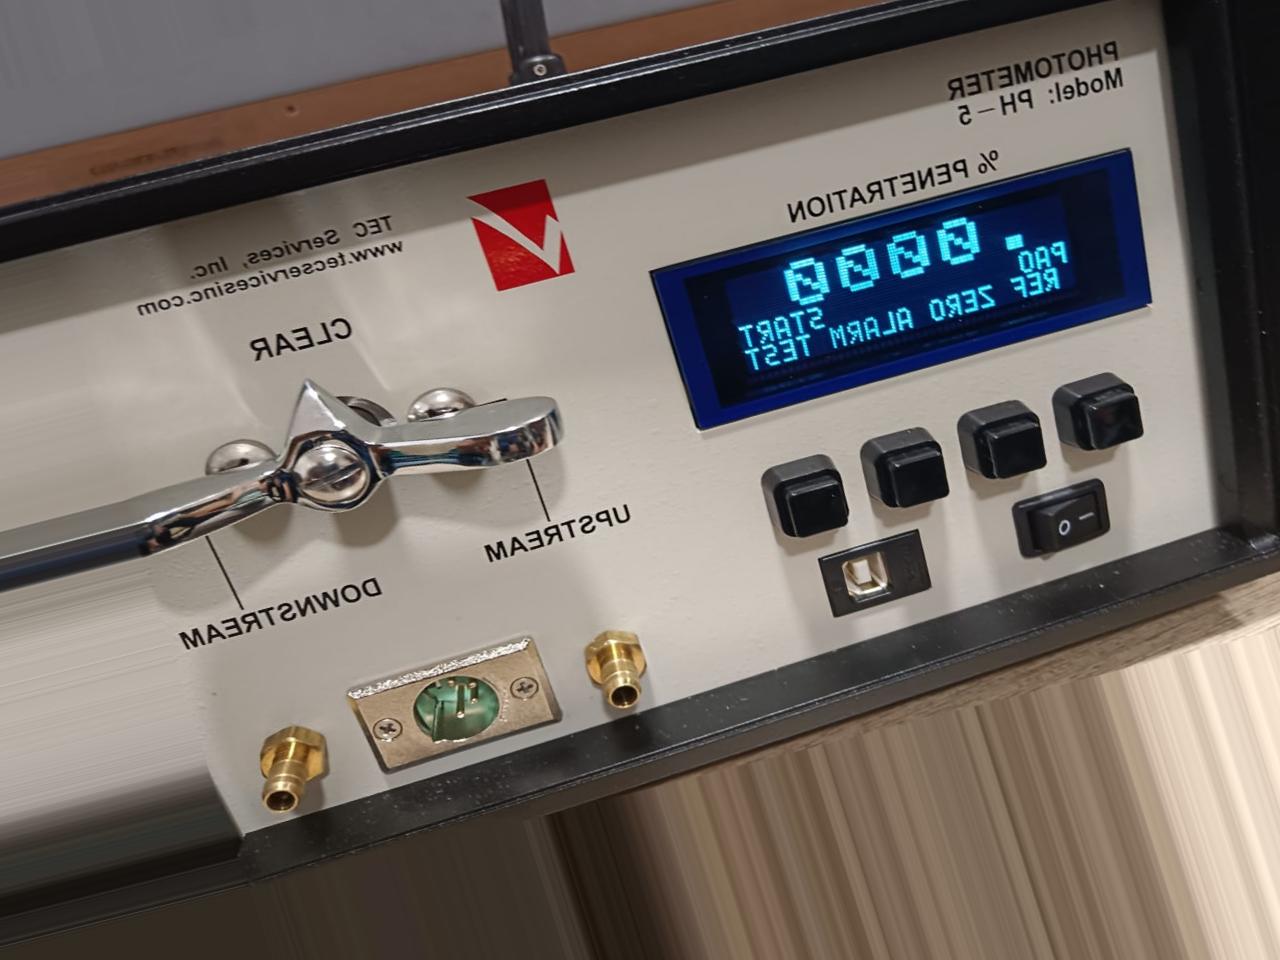 PHOTOMETER
Model: PH-5
% PENETRATION
.0000
PAO START
REF ZERO ALARM TEST
TEC Services, Inc.
www.tecservicesinc.com
CLEAR
UPSTREAM
DOWNSTREAM